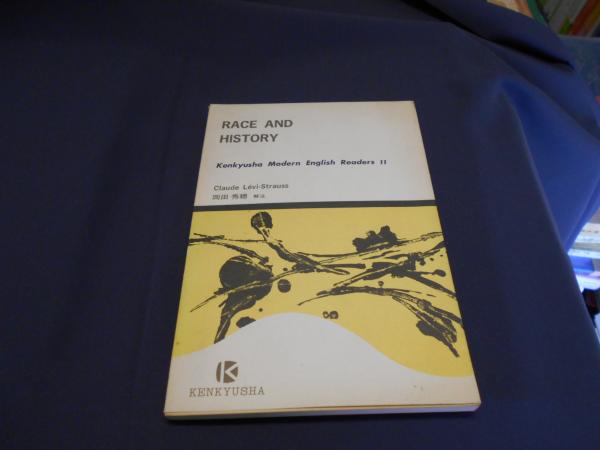 RACE AND
HISTORY
Kenkyusha Modern English Readers 11
Claude Lévi-Strauss
岡田 秀穂 解注
K
KENKYUSHA